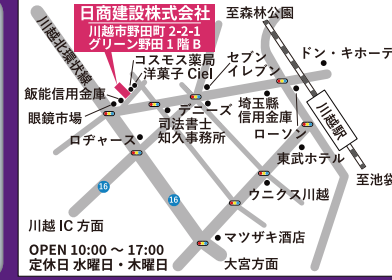 日商建設株式会社
川越市野田町 2-2-1
グリーン野田 1 階 B
至森林公園
川越北環状線
コスモス薬局
洋菓子 Ciel
セブン
イレブン
ドン・キホーテ
飯能信用金庫
眼鏡市場
デニーズ
埼玉縣
信用金庫
川越駅
司法書士
知久事務所
ローソン
ロヂャース
東武ホテル
至池袋
16
16
ウニクス川越
川越 IC 方面
マツザキ酒店
OPEN 10:00 〜 17:00
定休日 水曜日・木曜日
大宮方面